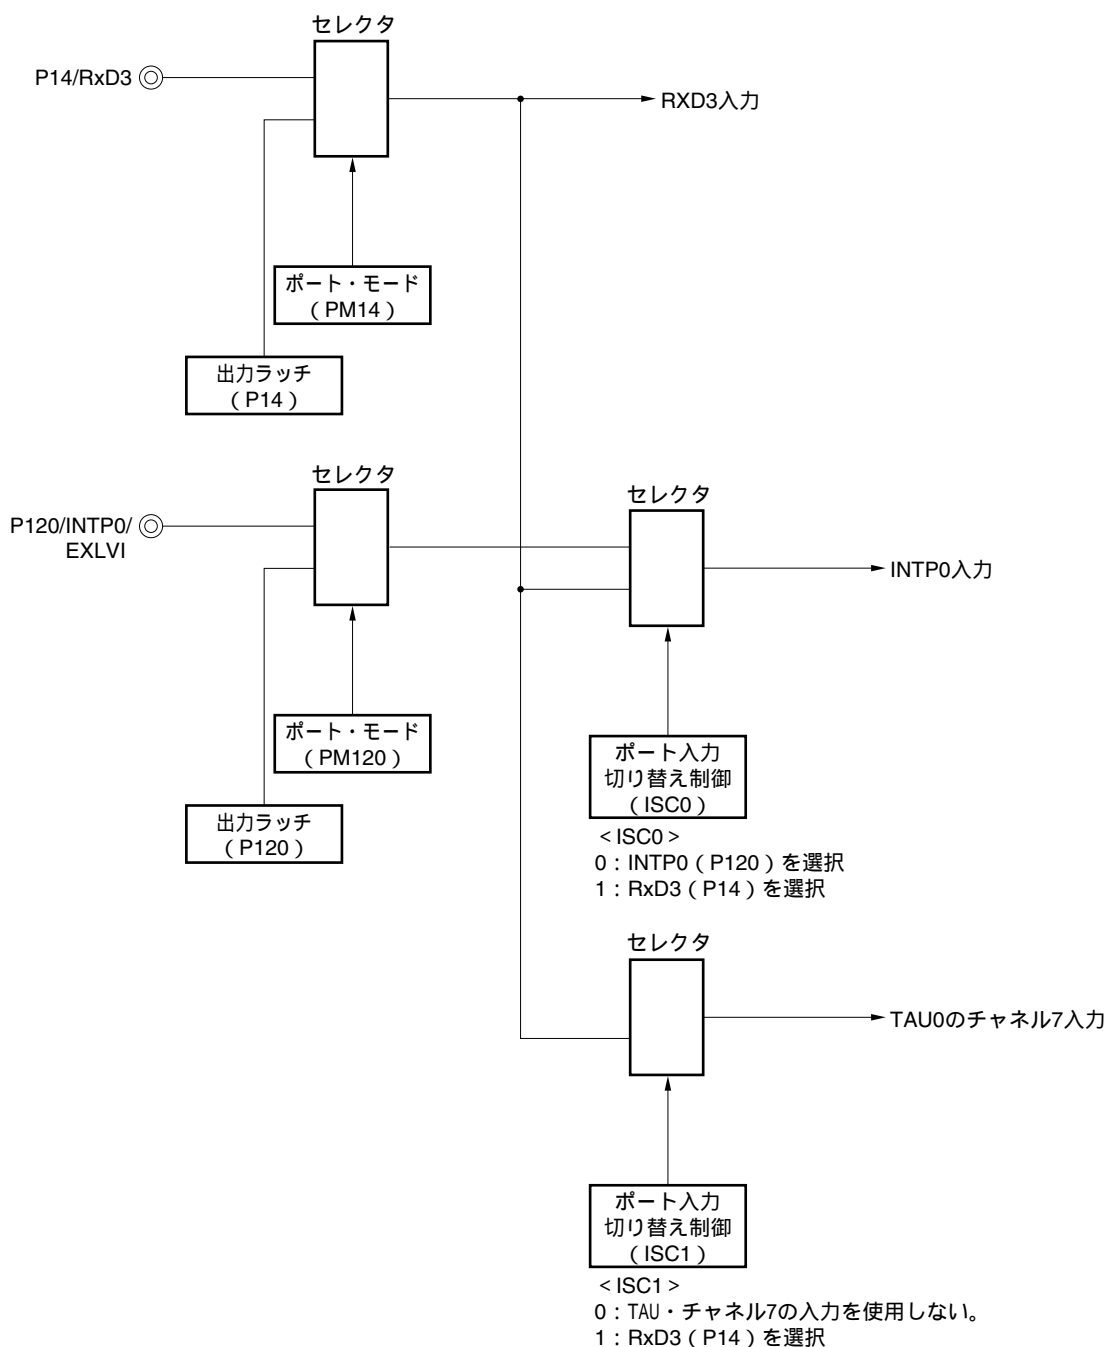 セレクタ
P14/RxD3
RXD3入力
ポート・モード
(PM14)
出力ラッチ
(P14)
セレクタ
P120/INTP0/
EXLVI
セレクタ
INTP0入力
ポート・モード
(PM120)
出力ラッチ
(P120)
ポート入力
切り替え制御
(ISC0)
<ISC0>
0:INTP0(P120)を選択
1:RxD3(P14)を選択
セレクタ
TAU0のチャネル7入力
ポート入力
切り替え制御
(ISC1)
<ISC1>
0:TAU・チャネル7の入力を使用しない。
1:RxD3(P14)を選択